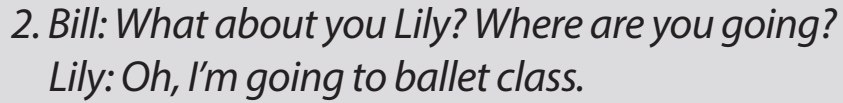 2. Bill: What about you Lily? Where are you going?
Lily: Oh, I'm going to ballet class.